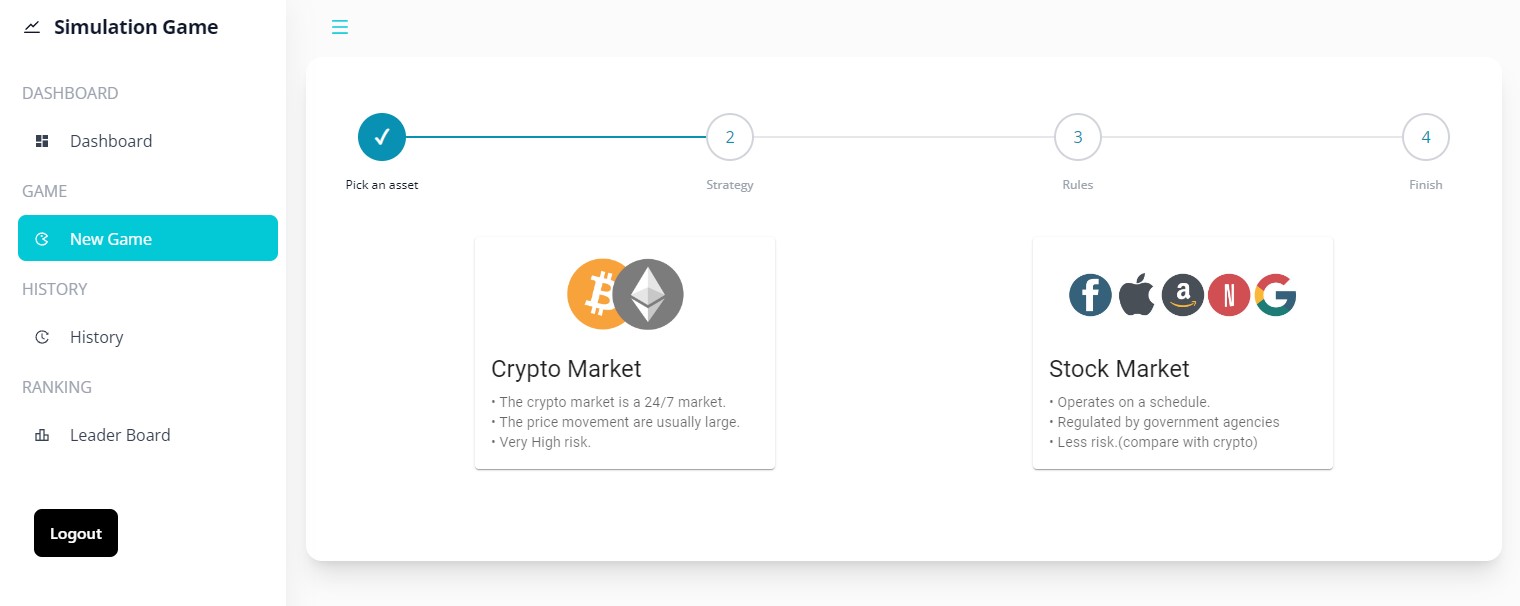 Simulation Game
DASHBOARD
Dashboard
GAME
New Game
HISTORY
History
RANKING
Leader Board
Logout
✓ 2 3 4
Pick an asset Strategy Rules Finish
Crypto Market
• The crypto market is a 24/7 market.
• The price movement are usually large.
• Very High risk.
Stock Market
• Operates on a schedule.
• Regulated by government agencies
• Less risk.(compare with crypto)